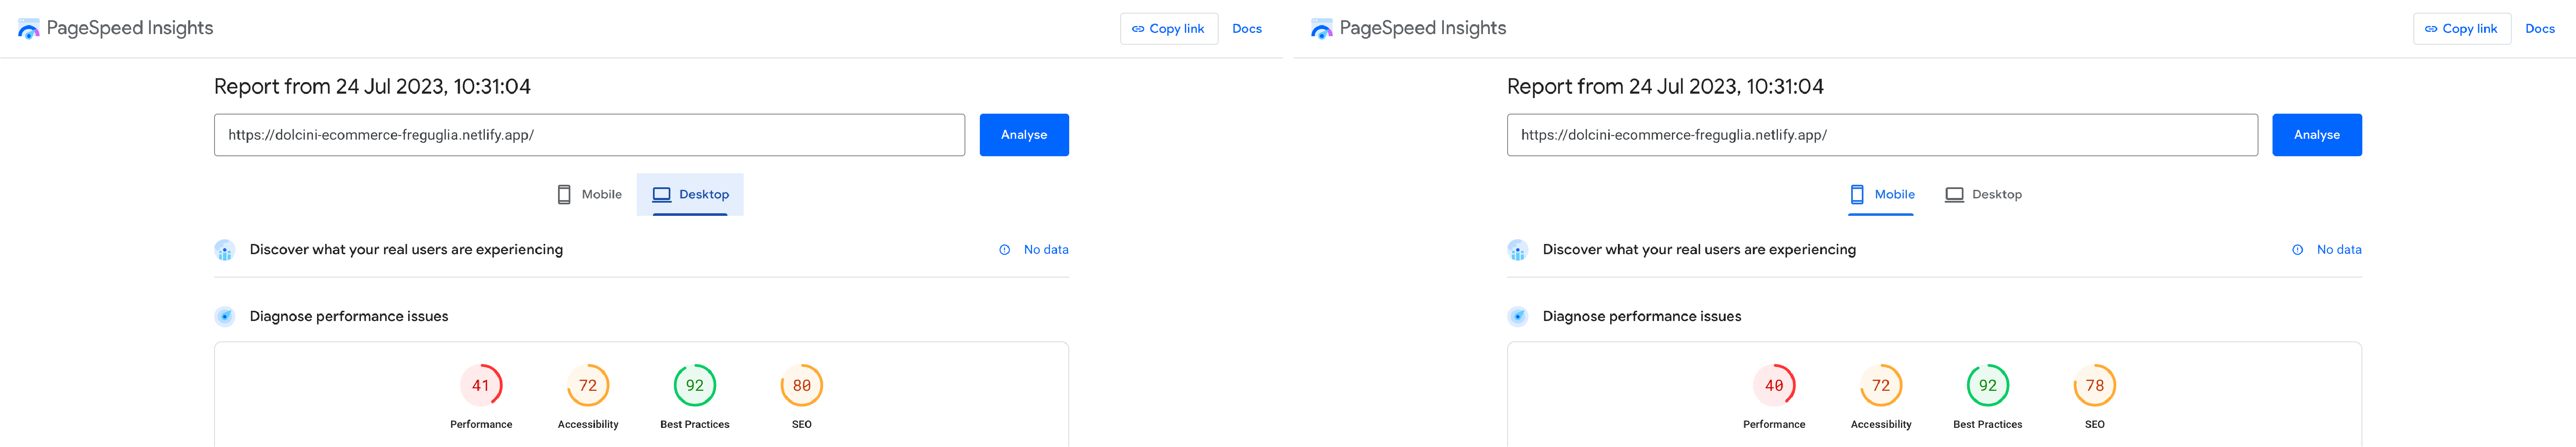 PageSpeed Insights
Copy link Docs
Report from 24 Jul 2023, 10:31:04
https://dolcini-ecommerce-freguglia.netlify.app/ Analyse
Mobile Desktop
Discover what your real users are experiencing No data
Diagnose performance issues
41 72 92 80
Performance Accessibility Best Practices SEO
PageSpeed Insights
Copy link Docs
Report from 24 Jul 2023, 10:31:04
https://dolcini-ecommerce-freguglia.netlify.app/ Analyse
Mobile Desktop
Discover what your real users are experiencing No data
Diagnose performance issues
40 72 92 78
Performance Accessibility Best Practices SEO